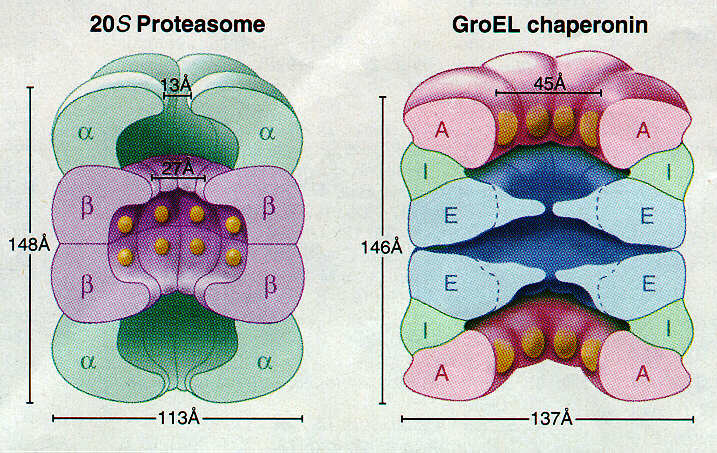 20S Proteasome
13Å
α α
27Å
β β
148Å
β β
α α
113Å
GroEL chaperonin
45Å
A A
I I
E E
146Å
E E
I I
A A
137Å